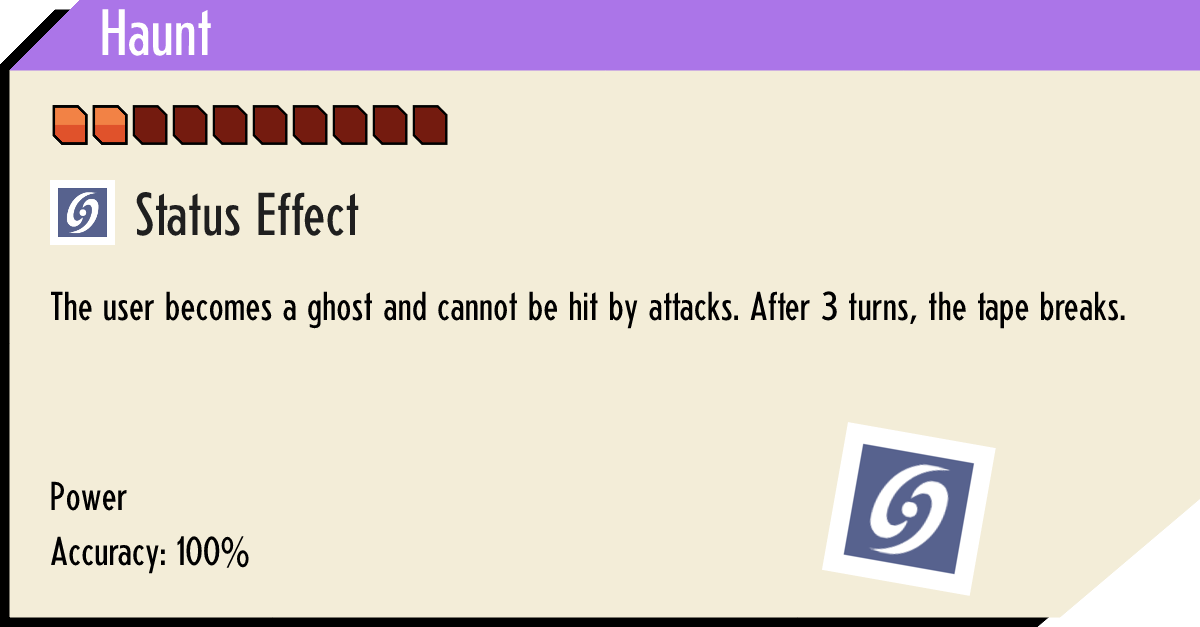 Haunt
Status Effect
The user becomes a ghost and cannot be hit by attacks. After 3 turns, the tape breaks.
Power
Accuracy: 100%